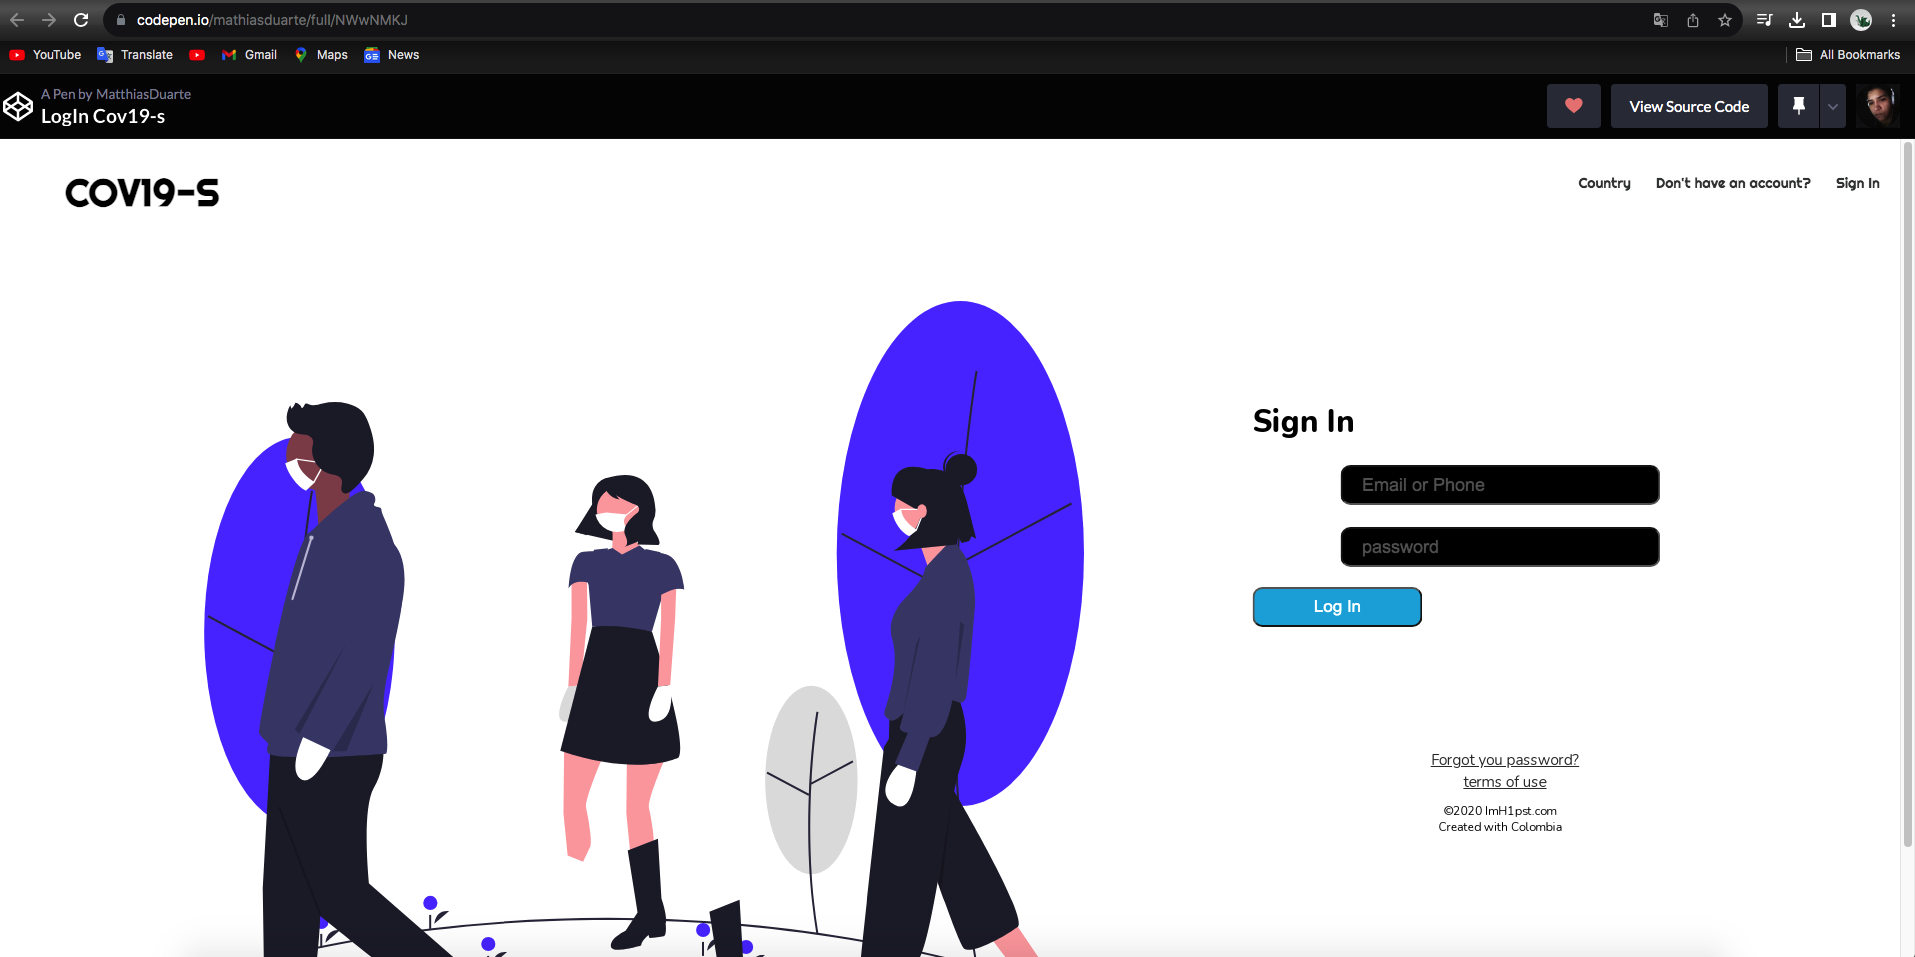 codepen.io/mathiasduarte/full/NWwNMKJ
YouTube Translate Gmail Maps News All Bookmarks
A Pen by MatthiasDuarte
LogIn Cov19-s
View Source Code
COV19-S
Country Don't have an account? Sign In
Sign In
Email or Phone
password
Log In
Forgot you password?
terms of use
©2020 ImH1pst.com
Created with Colombia